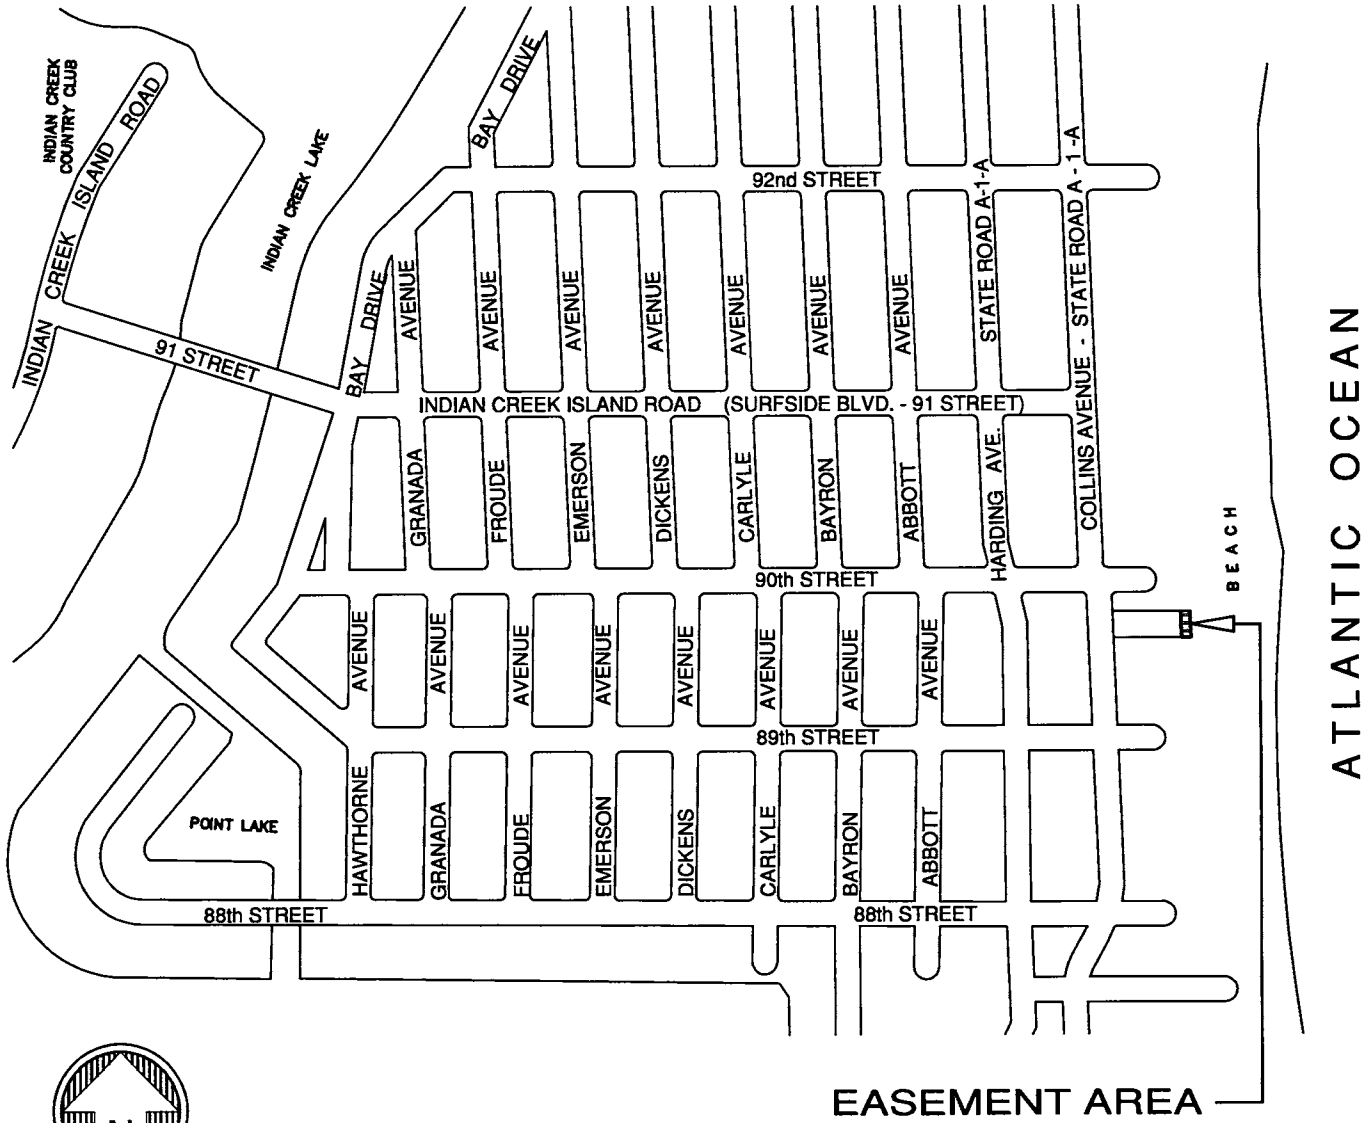 INDIAN CREEK
COUNTRY CLUB
INDIAN CREEK ISLAND ROAD
INDIAN CREEK LAKE
BAY DRIVE
92nd STREET
STATE ROAD A-1-A
COLLINS AVENUE - STATE ROAD A-1-A
BAY DRIVE
AVENUE
AVENUE
AVENUE
AVENUE
AVENUE
AVENUE
AVENUE
91 STREET
INDIAN CREEK ISLAND ROAD (SURFSIDE BLVD. - 91 STREET)
GRANADA
FROUDE
EMERSON
DICKENS
CARLYLE
BAYRON
ABBOTT
HARDING AVE.
BEACH
ATLANTIC OCEAN
90th STREET
AVENUE
AVENUE
AVENUE
AVENUE
AVENUE
AVENUE
AVENUE
AVENUE
89th STREET
POINT LAKE
HAWTHORNE
GRANADA
FROUDE
EMERSON
DICKENS
CARLYLE
BAYRON
ABBOTT
88th STREET
88th STREET
EASEMENT AREA